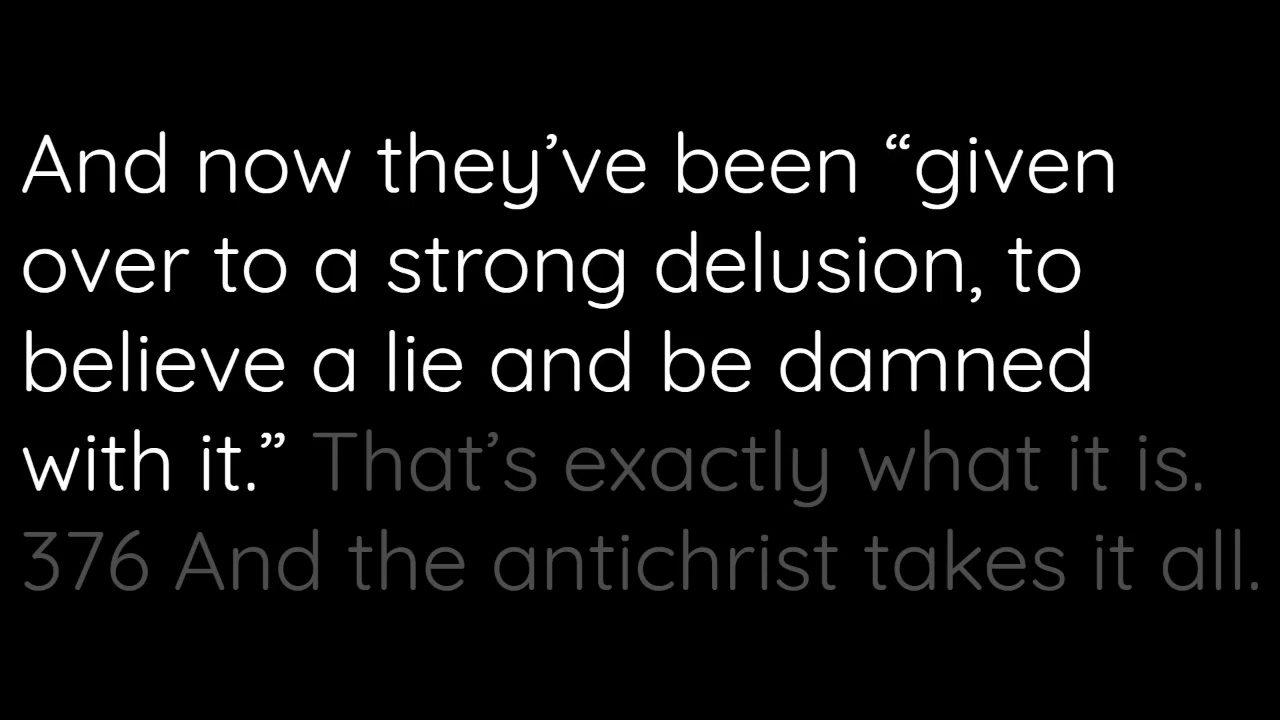 And now they’ve been “given
over to a strong delusion, to
believe a lie and be damned
with it.” That’s exactly what it is.
376 And the antichrist takes it all.